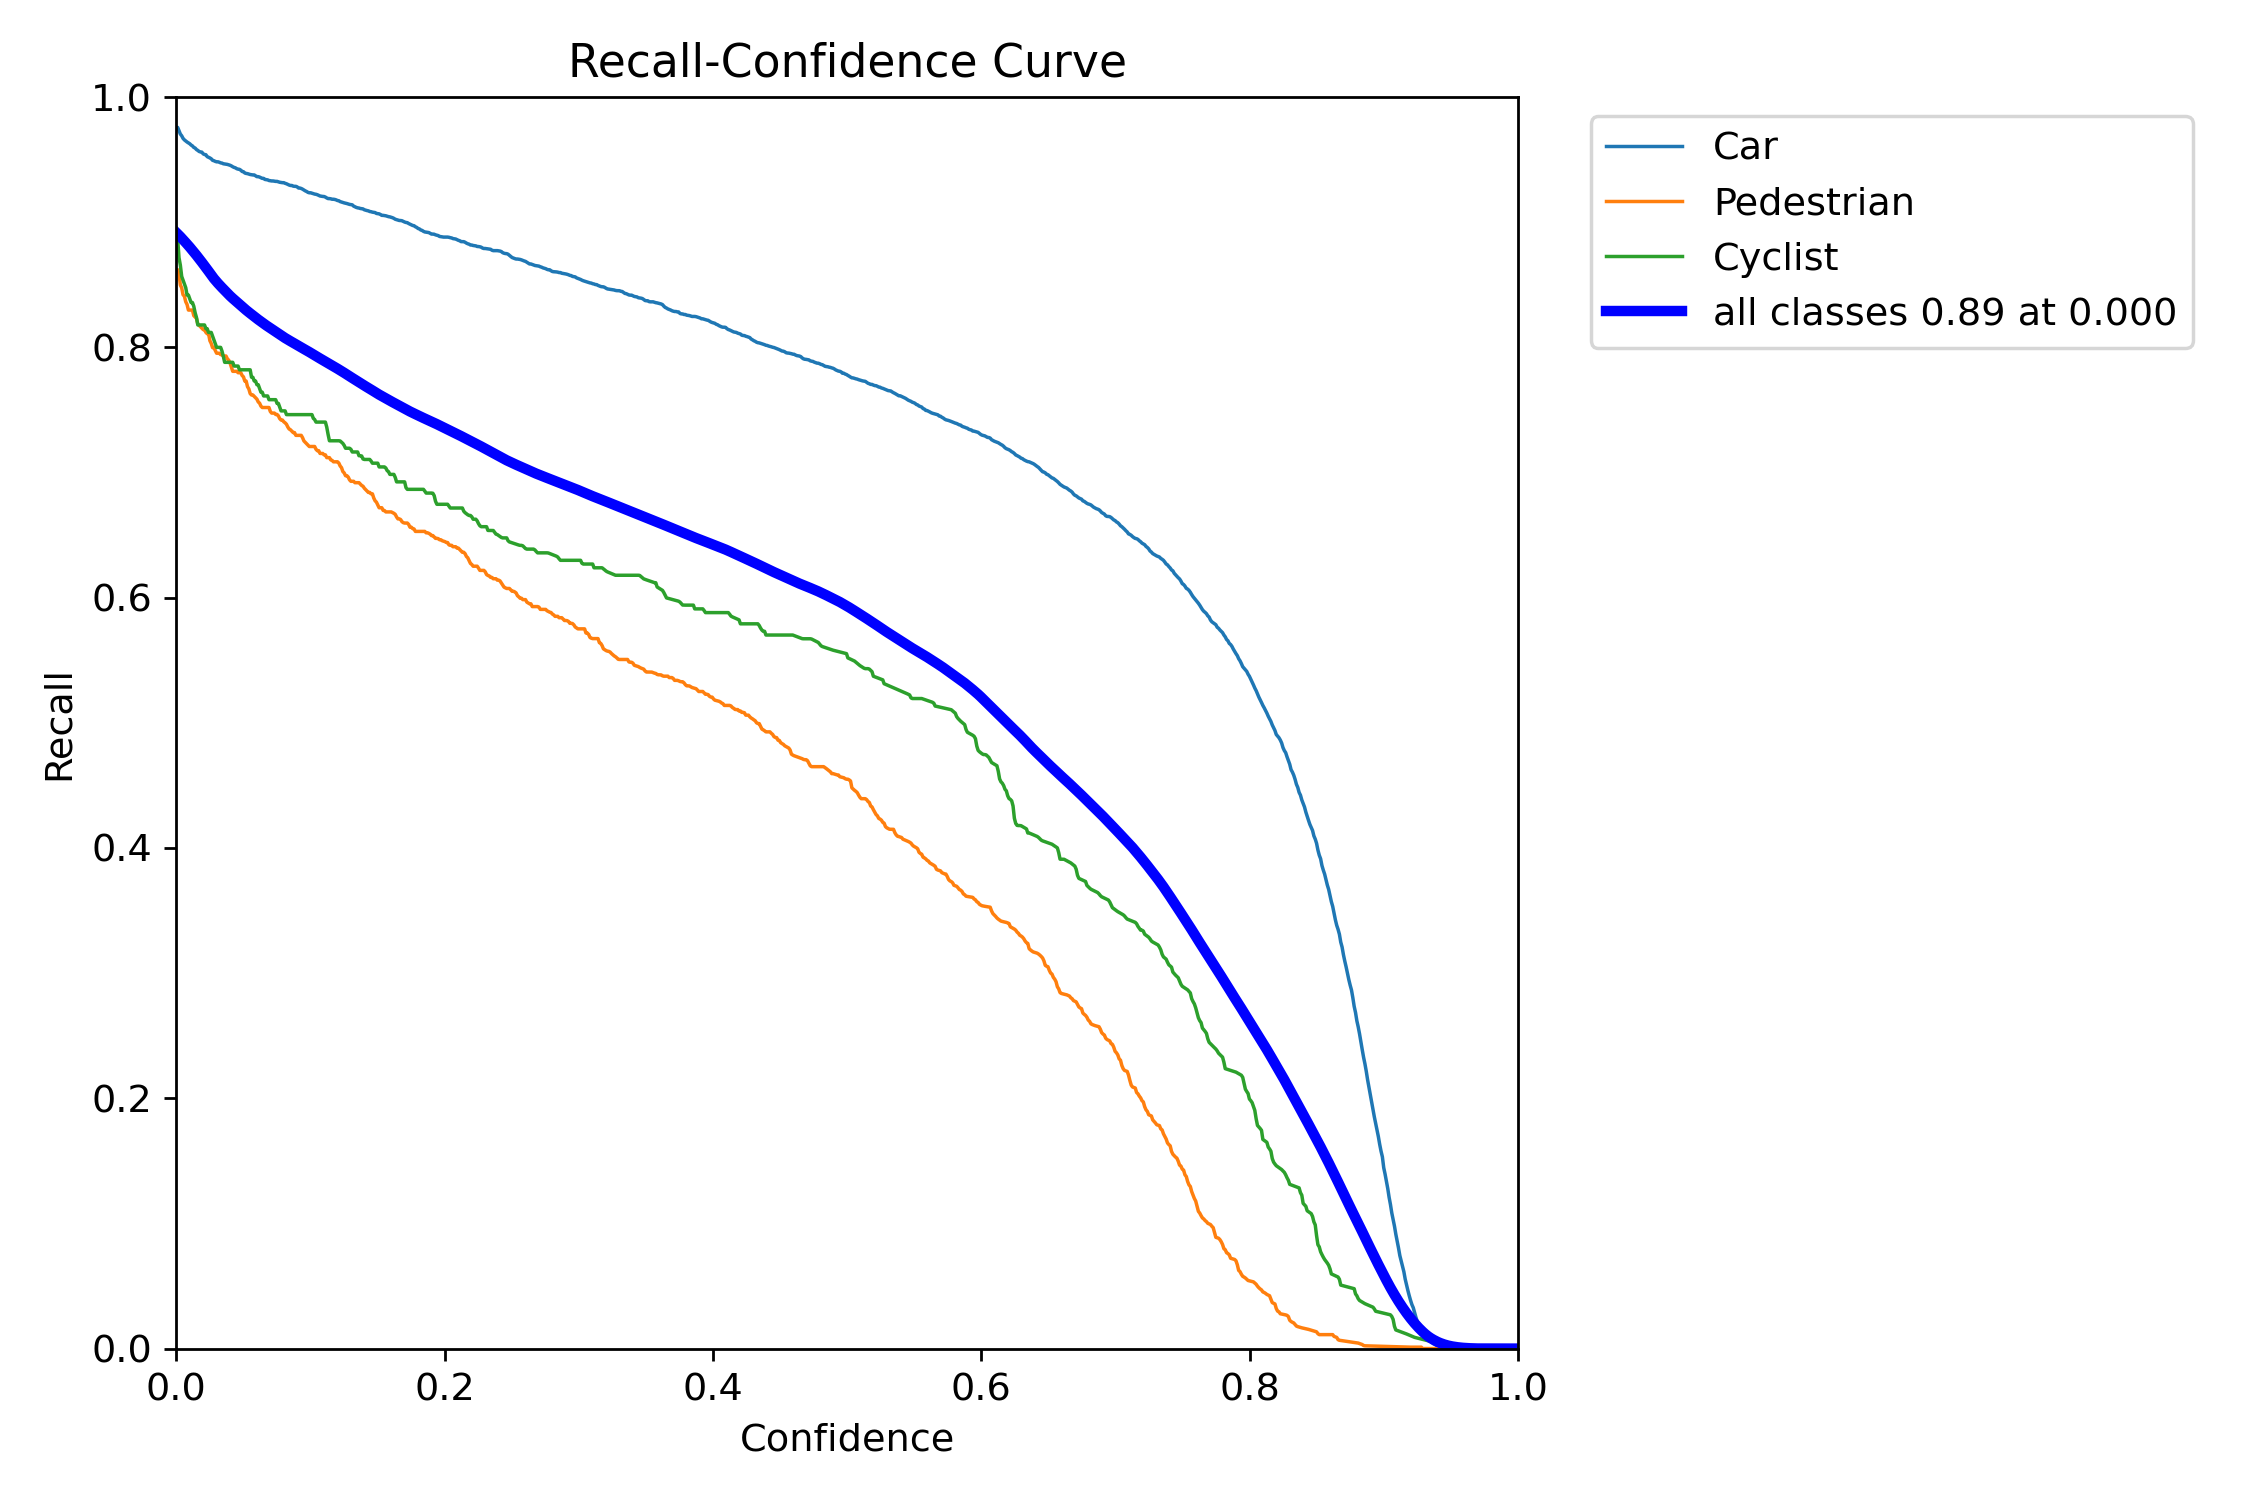 Recall-Confidence Curve
1.0
0.8
0.6
0.4
0.2
0.0
Recall
0.0 0.2 0.4 0.6 0.8 1.0
Confidence
Car
Pedestrian
Cyclist
all classes 0.89 at 0.000